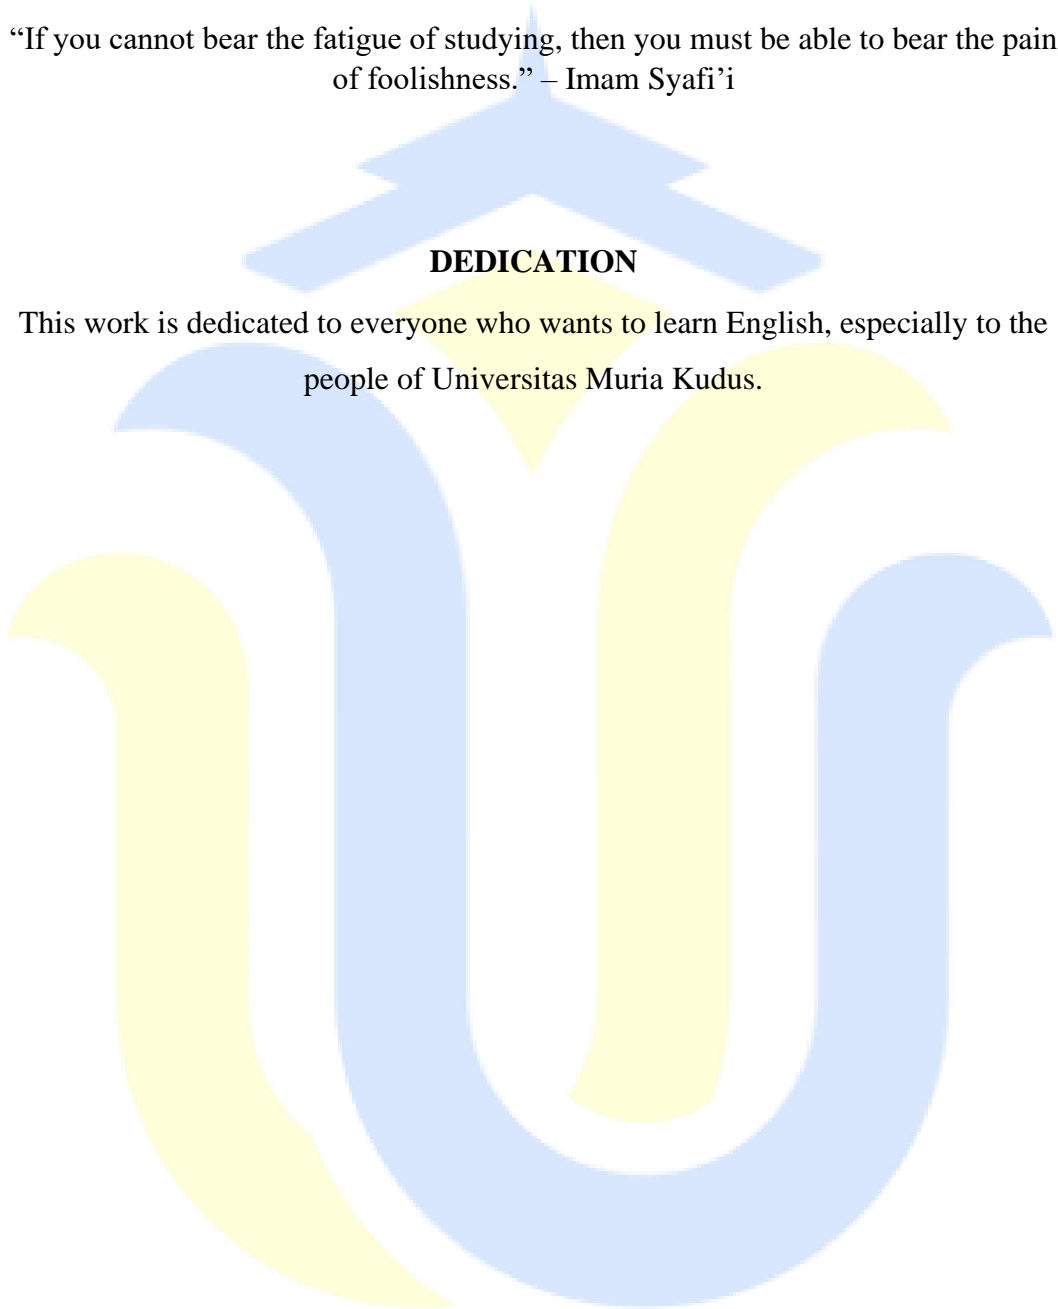 “If you cannot bear the fatigue of studying, then you must be able to bear the pain
of foolishness.” – Imam Syafi’i
DEDICATION
This work is dedicated to everyone who wants to learn English, especially to the
people of Universitas Muria Kudus.